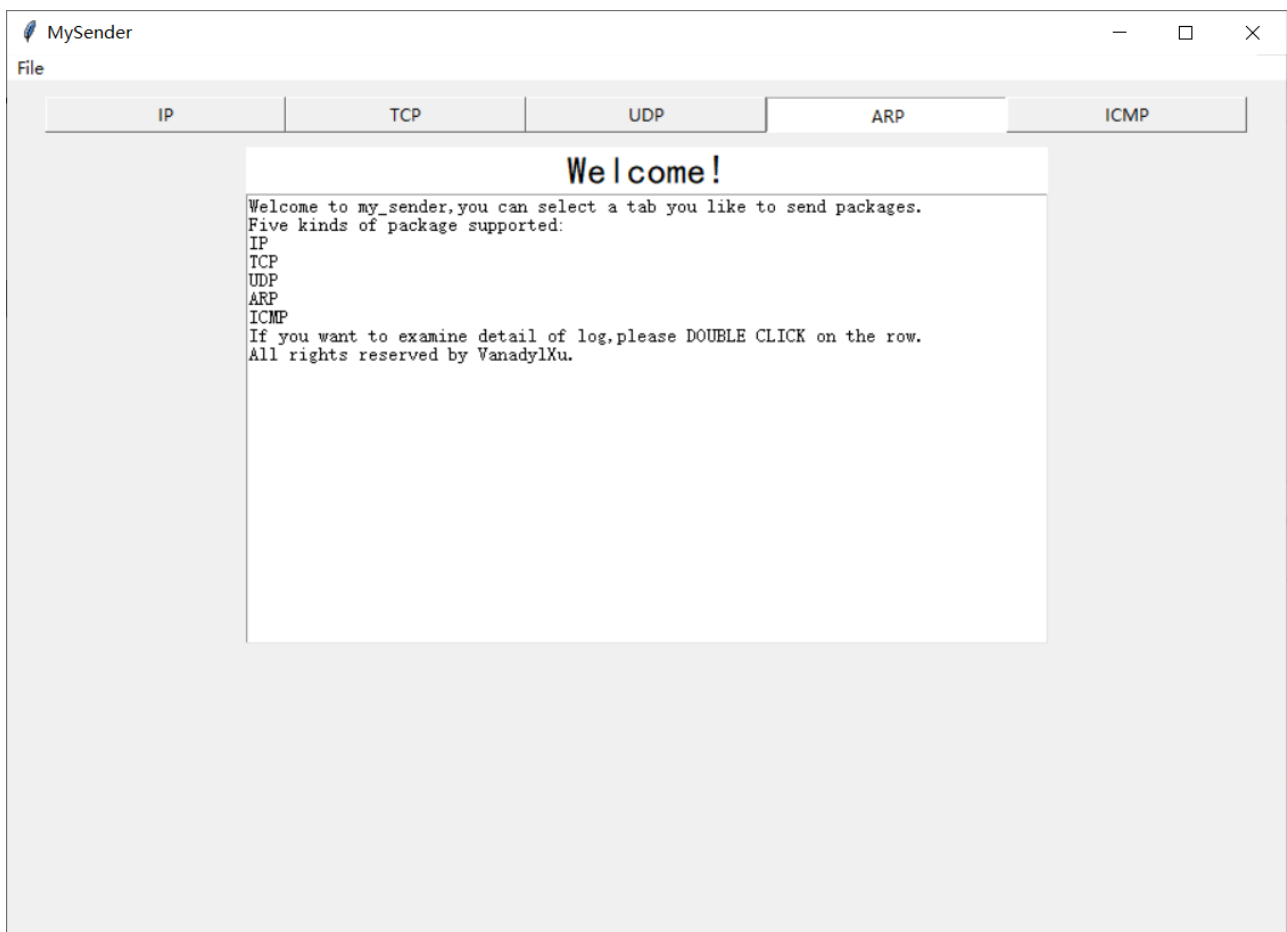 MySender
File
IP TCP UDP ARP ICMP
Welcome!
Welcome to my_sender,you can select a tab you like to send packages.
Five kinds of package supported:
IP
TCP
UDP
ARP
ICMP
If you want to examine detail of log,please DOUBLE CLICK on the row.
All rights reserved by VanadylXu.